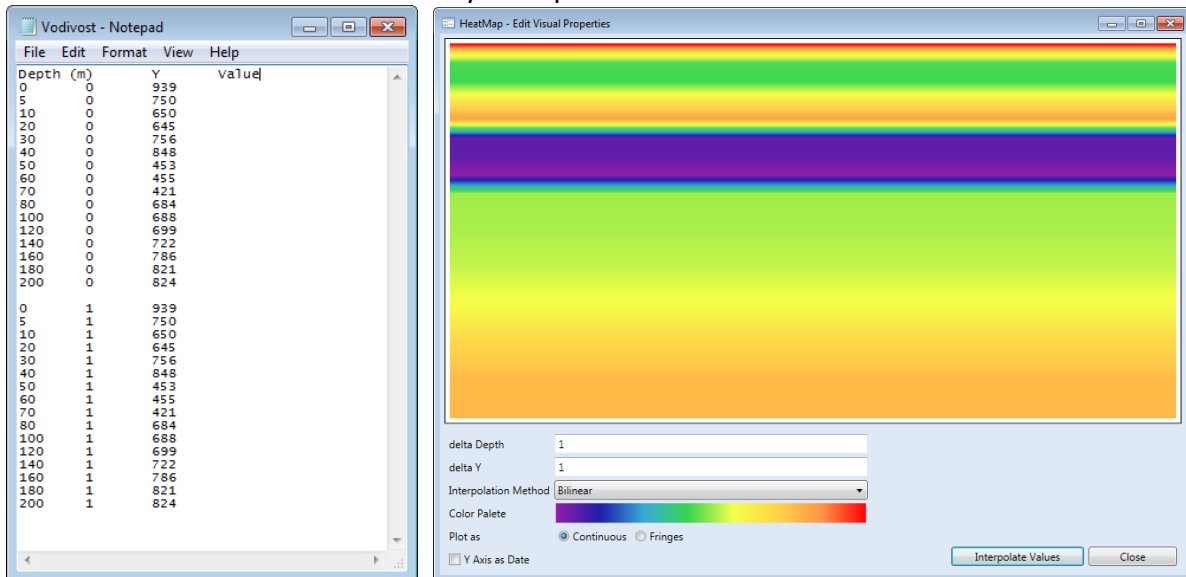 Vodivost - Notepad
File Edit Format View Help
Depth (m) Y Value
0 0 939
5 0 750
10 0 650
20 0 645
30 0 756
40 0 848
50 0 453
60 0 455
70 0 421
80 0 684
100 0 688
120 0 699
140 0 722
160 0 786
180 0 821
200 0 824
0 1 939
5 1 750
10 1 650
20 1 645
30 1 756
40 1 848
50 1 453
60 1 455
70 1 421
80 1 684
100 1 688
120 1 699
140 1 722
160 1 786
180 1 821
200 1 824
HeatMap - Edit Visual Properties
delta Depth 1
delta Y 1
Interpolation Method Bilinear
Color Palete
Plot as Continuous Fringes
Y Axis as Date
Interpolate Values Close